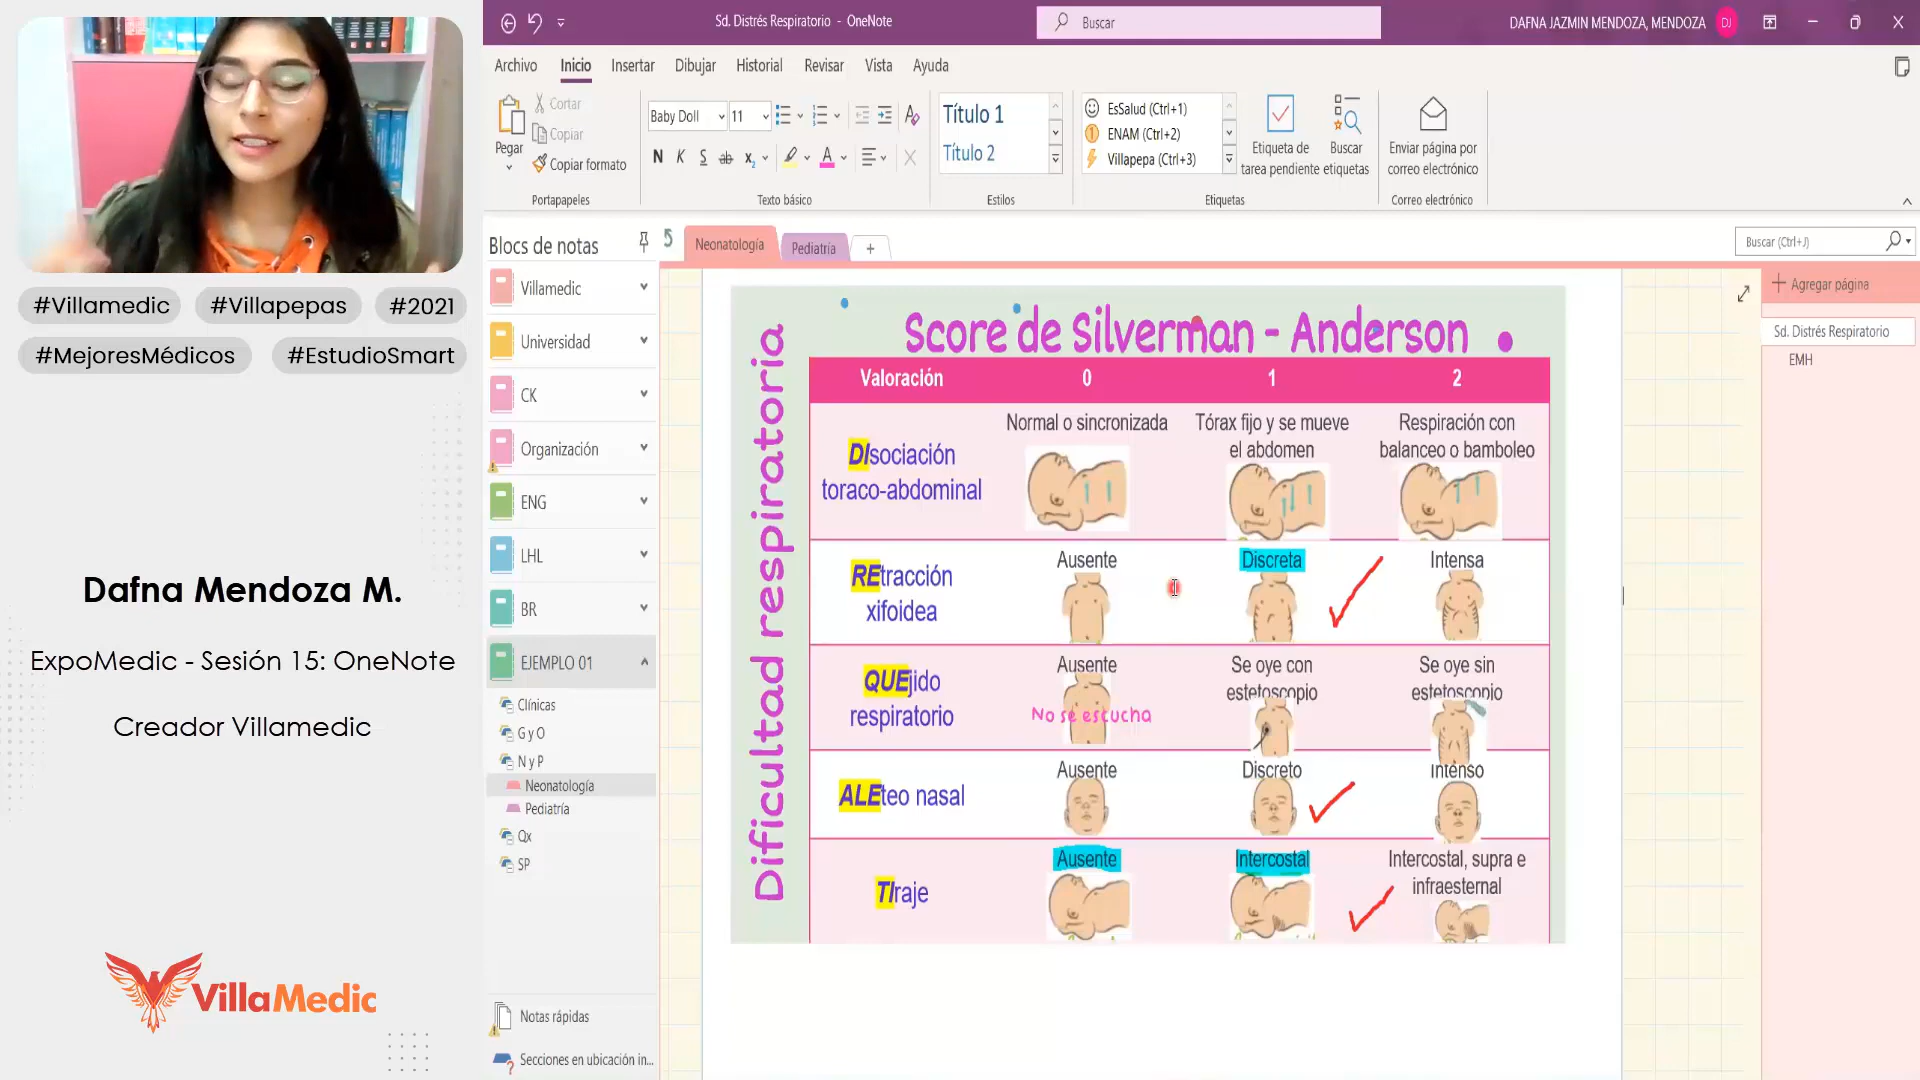 #Villamedic
#Villapepas
#2021
#MejoresMédicos
#EstudioSmart
Dafna Mendoza M.
ExpoMedic - Sesión 15: OneNote
Creador Villamedic
VillaMedic
Sd. Distrés Respiratorio - OneNote
Buscar
DAFNA JAZMIN MENDOZA, MENDOZA
DJ
Archivo
Inicio
Insertar
Dibujar
Historial
Revisar
Vista
Ayuda
Pegar
Cortar
Copiar
Copiar formato
Portapapeles
Baby Doll
11
N K S ab x₂ A
Texto básico
Título 1
Título 2
Estilos
EsSalud (Ctrl+1)
ENAM (Ctrl+2)
Villapepa (Ctrl+3)
Etiqueta de
tarea pendiente
Buscar
etiquetas
Etiquetas
Enviar página por
correo electrónico
Correo electrónico
Blocs de notas
Villamedic
Universidad
CK
Organización
ENG
LHL
BR
EJEMPLO 01
Clínicas
G y O
N y P
Neonatología
Pediatría
Qx
SP
Notas rápidas
Secciones en ubicación in...
Neonatología
Pediatría
+
Buscar (Ctrl+J)
Agregar página
Sd. Distrés Respiratorio
EMH
Dificultad respiratoria
Score de Silverman - Anderson
Valoración 0 1 2
DIsociación
toraco-abdominal
Normal o sincronizada
Tórax fijo y se mueve
el abdomen
Respiración con
balanceo o bamboleo
REtracción
xifoidea
Ausente
Discreta
Intensa
QUEjido
respiratorio
Ausente
No se escucha
Se oye con
estetoscopio
Se oye sin
estetoscopio
ALEteo nasal
Ausente
Discreto
Intenso
TIraje
Ausente
Intercostal
Intercostal, supra e
infraesternal